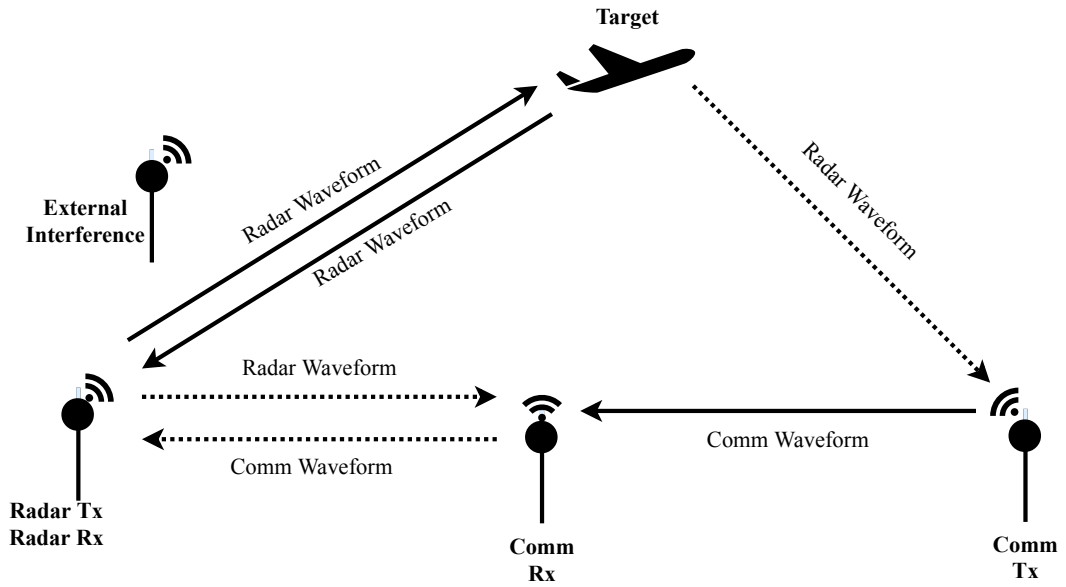 Target
Radar Waveform
Radar Waveform
Radar Waveform
External
Interference
Radar Waveform
Comm Waveform
Comm Waveform
Radar Tx
Radar Rx
Comm
Rx
Comm
Tx